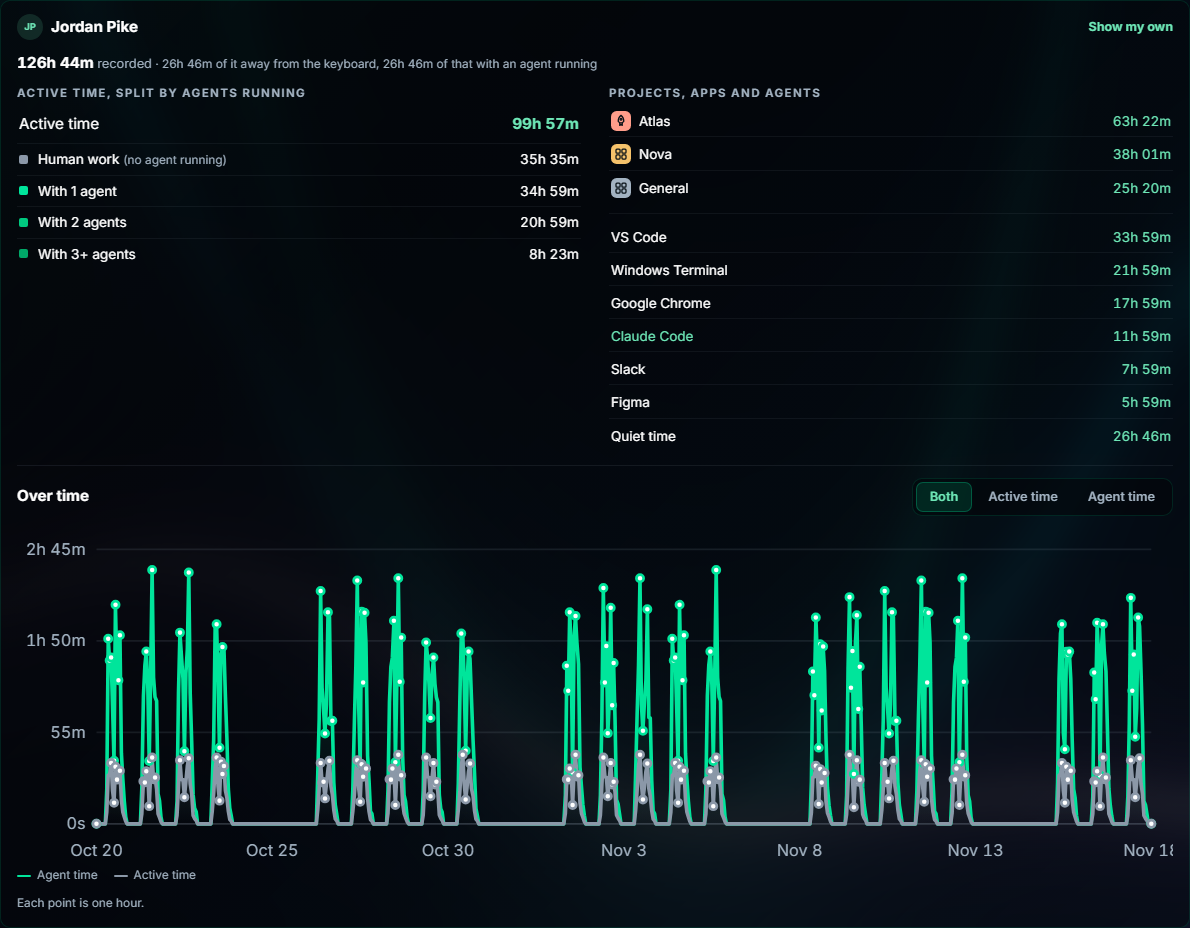 JP Jordan Pike
Show my own
126h 44m recorded · 26h 46m of it away from the keyboard, 26h 46m of that with an agent running
ACTIVE TIME, SPLIT BY AGENTS RUNNING
Active time 99h 57m
Human work (no agent running) 35h 35m
With 1 agent 34h 59m
With 2 agents 20h 59m
With 3+ agents 8h 23m
PROJECTS, APPS AND AGENTS
Atlas 63h 22m
Nova 38h 01m
General 25h 20m
VS Code 33h 59m
Windows Terminal 21h 59m
Google Chrome 17h 59m
Claude Code 11h 59m
Slack 7h 59m
Figma 5h 59m
Quiet time 26h 46m
Over time
Both Active time Agent time
2h 45m
1h 50m
55m
0s
Oct 20 Oct 25 Oct 30 Nov 3 Nov 8 Nov 13 Nov 18
Agent time Active time
Each point is one hour.